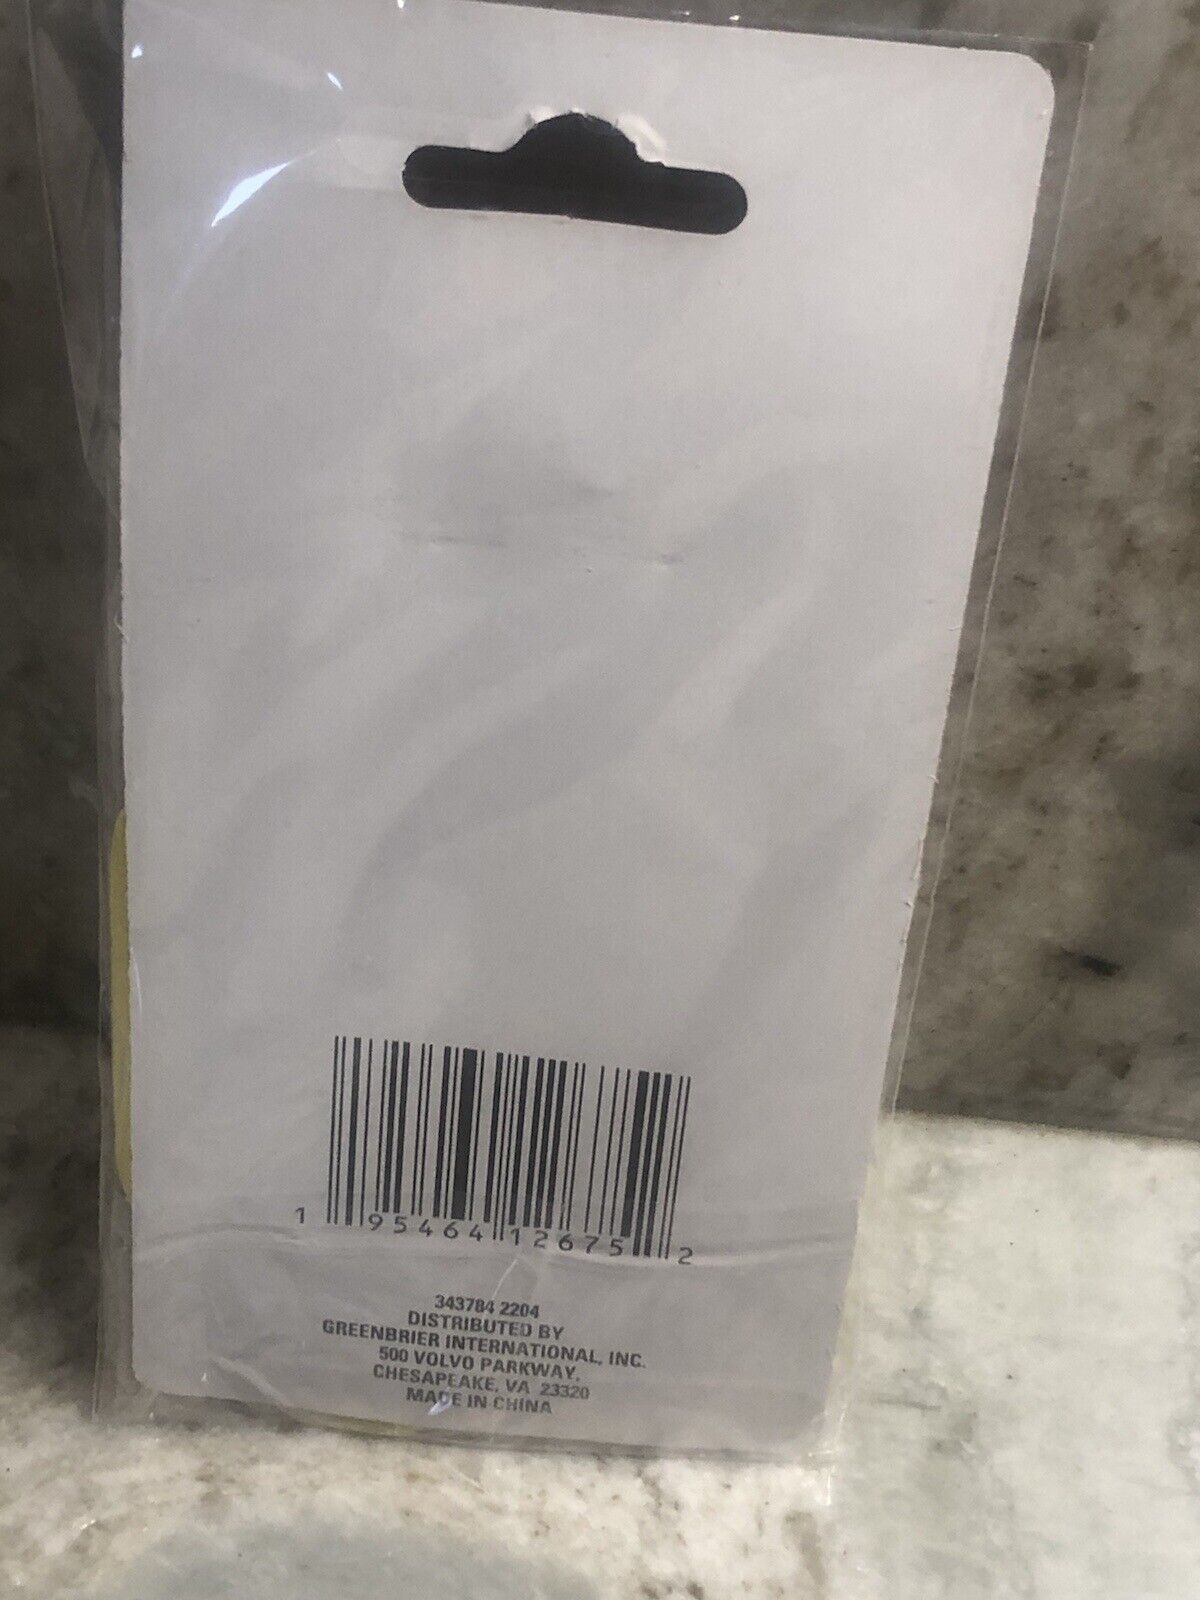 1 95464 12675 2
343784 2204
DISTRIBUTED BY
GREENBRIER INTERNATIONAL, INC.
500 VOLVO PARKWAY,
CHESAPEAKE, VA 23320
MADE IN CHINA